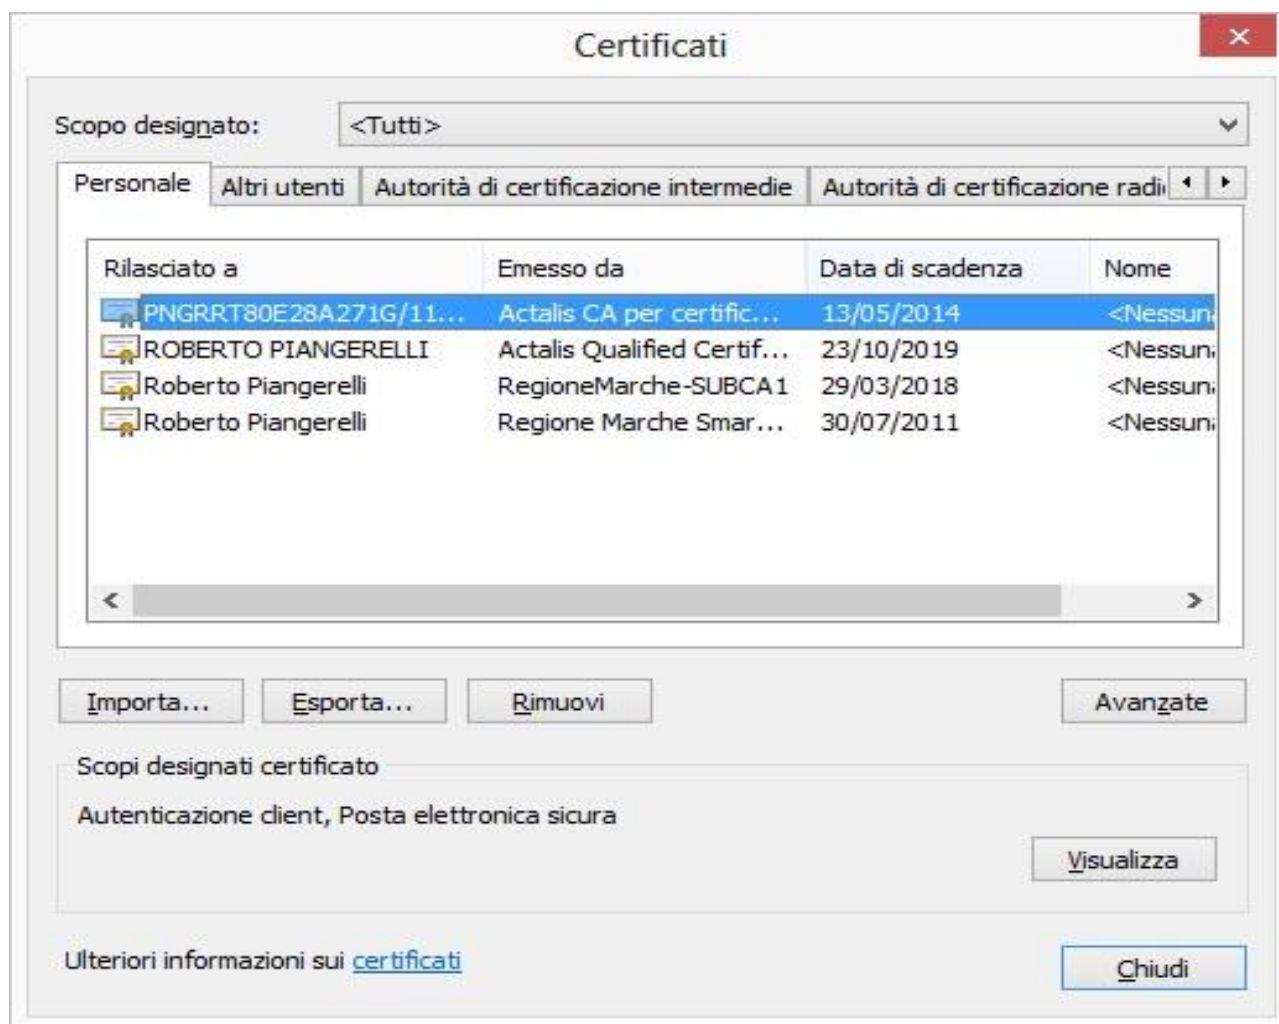 Certificati
Scopo designato: <Tutti>
Personale Altri utenti Autorità di certificazione intermedie Autorità di certificazione radi
Rilasciato a Emesso da Data di scadenza Nome
PNGRRT80E28A271G/11... Actalis CA per certific... 13/05/2014 <Nessun
ROBERTO PIANGERELLI Actalis Qualified Certif... 23/10/2019 <Nessun
Roberto Piangerelli RegioneMarche-SUBCA1 29/03/2018 <Nessun
Roberto Piangerelli Regione Marche Smar... 30/07/2011 <Nessun
Importa... Esporta... Rimuovi Avanzate
Scopi designati certificato
Autenticazione client, Posta elettronica sicura
Visualizza
Ulteriori informazioni sui certificati
Chiudi